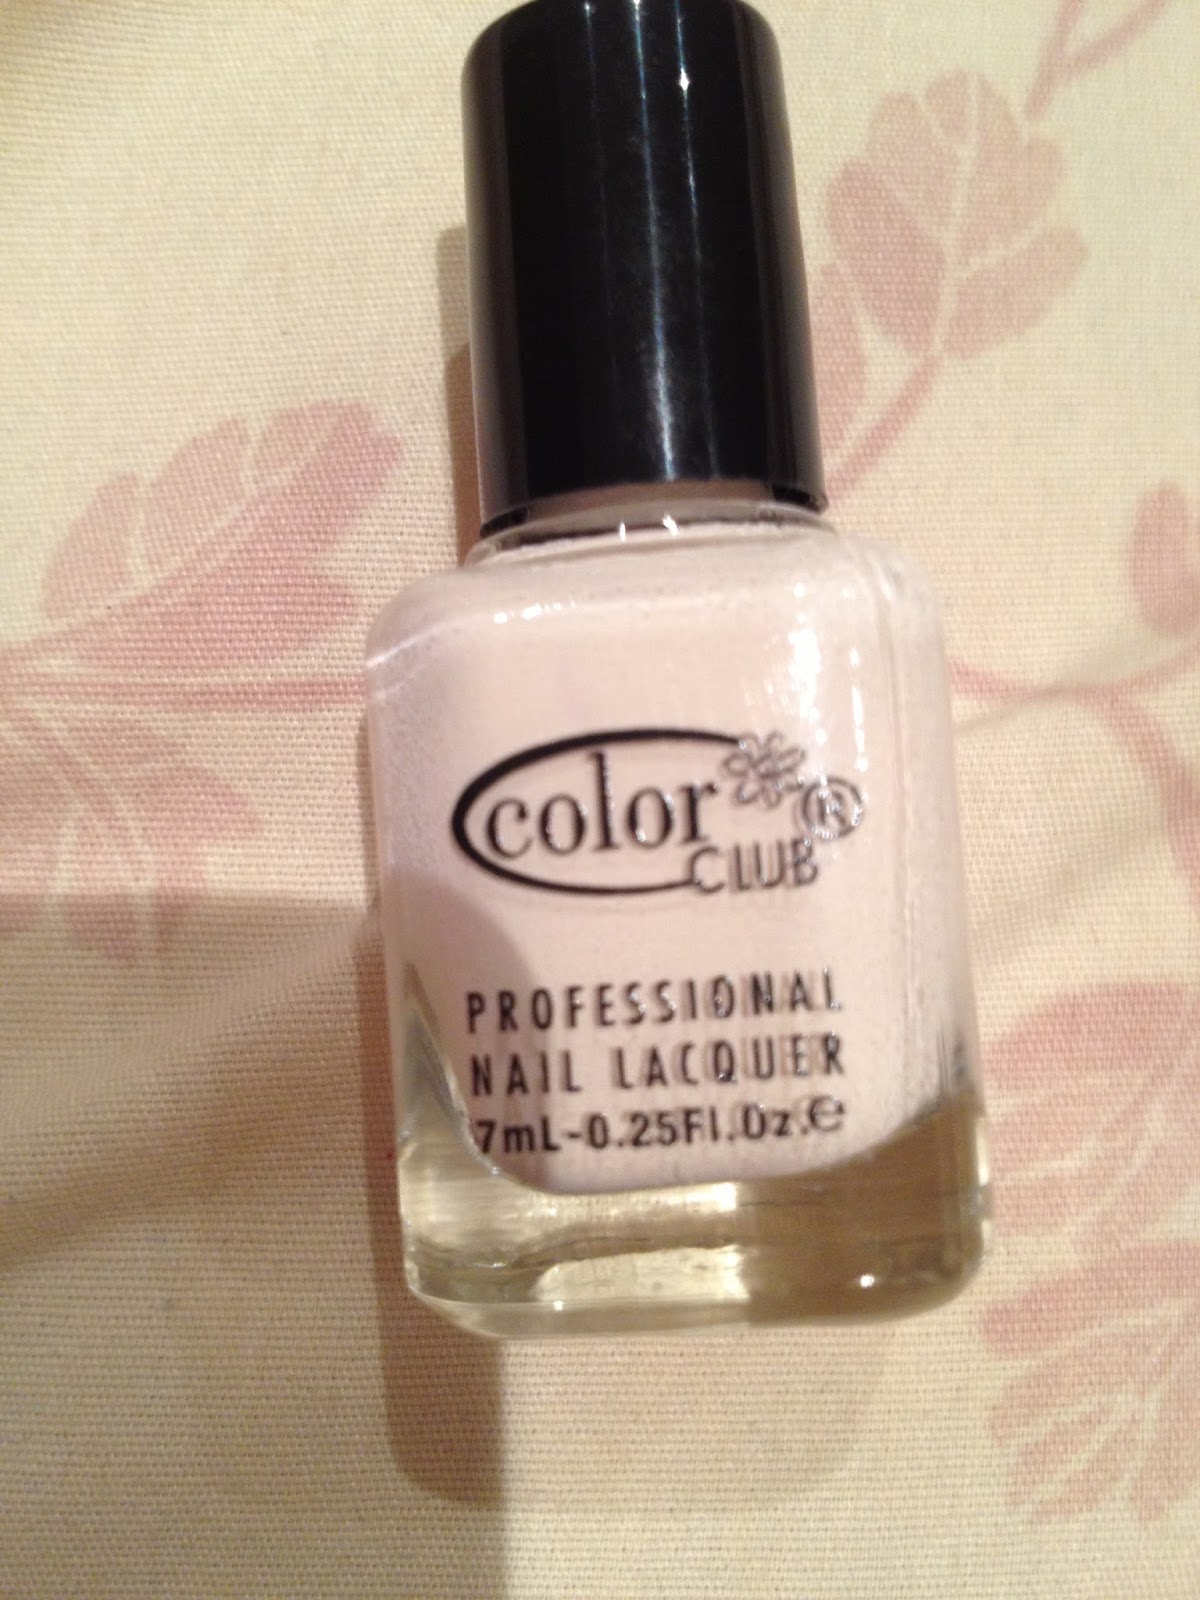 color
CLUB®
PROFESSIONAL
NAIL LACQUER
7mL-0.25Fl.Oz.℮